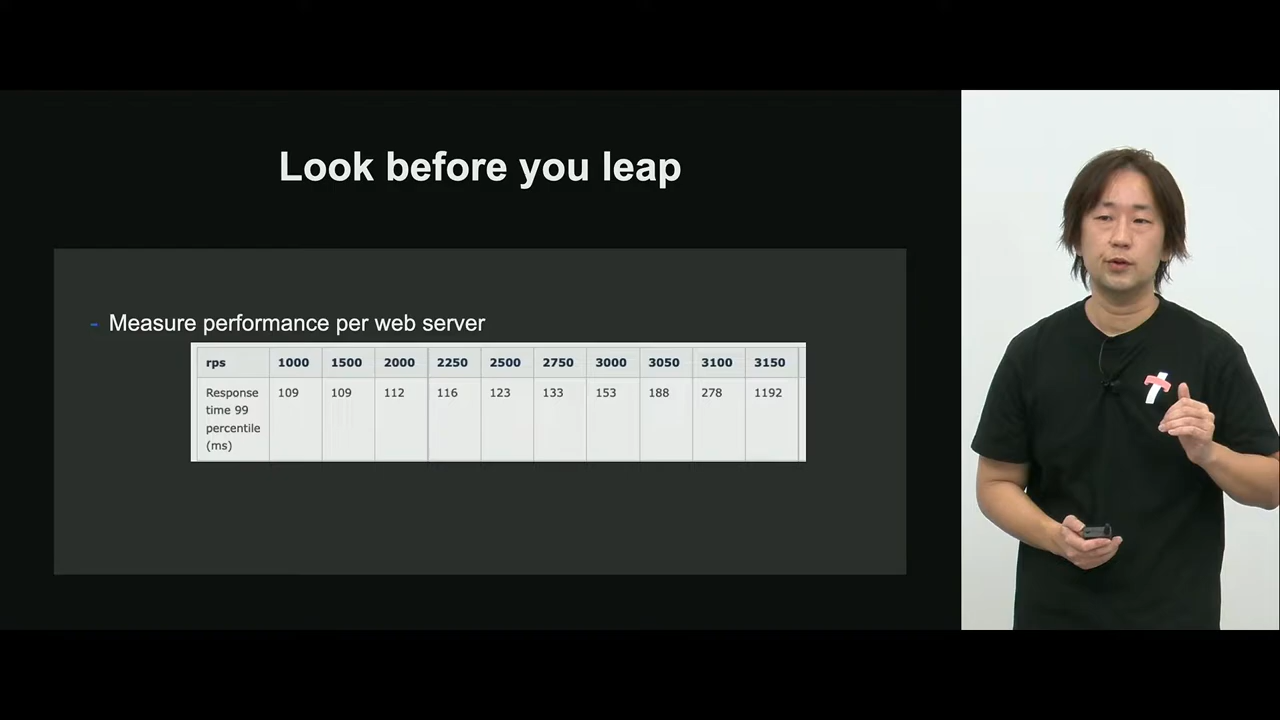 Look before you leap
- Measure performance per web server
rps 1000 1500 2000 2250 2500 2750 3000 3050 3100 3150
Response time 99 percentile (ms) 109 109 112 116 123 133 153 188 278 1192